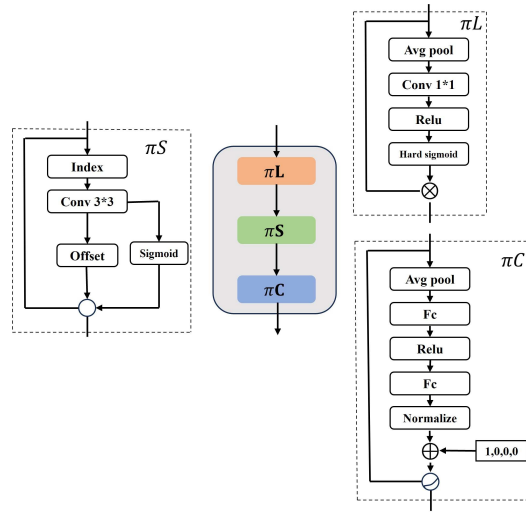 πS
Index
Conv 3*3
Offset
Sigmoid
πL
πS
πC
πL
Avg pool
Conv 1*1
Relu
Hard sigmoid
πC
Avg pool
Fc
Relu
Fc
Normalize
1,0,0,0